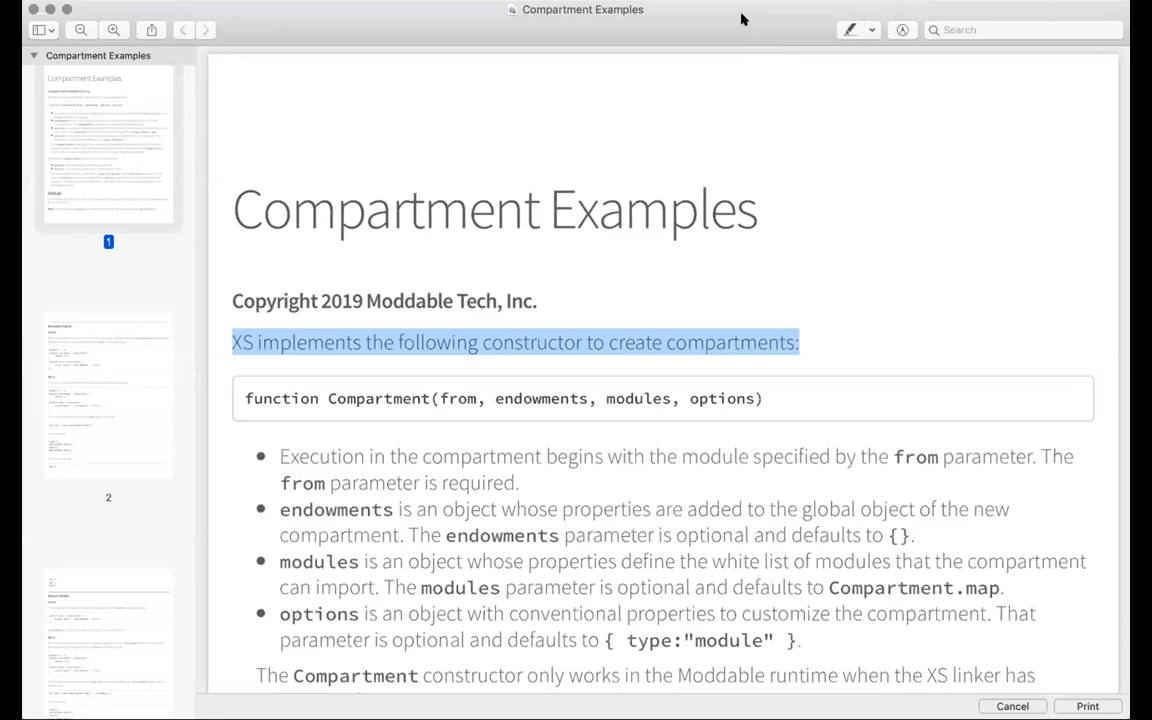 Compartment Examples
Search
Compartment Examples
Compartment Examples
1
2
Compartment Examples
Copyright 2019 Moddable Tech, Inc.
XS implements the following constructor to create compartments:
function Compartment(from, endowments, modules, options)
Execution in the compartment begins with the module specified by the from parameter. The
from parameter is required.
endowments is an object whose properties are added to the global object of the new
compartment. The endowments parameter is optional and defaults to {}.
modules is an object whose properties define the white list of modules that the compartment
can import. The modules parameter is optional and defaults to Compartment.map.
options is an object with conventional properties to customize the compartment. That
parameter is optional and defaults to { type:"module" }.
The Compartment constructor only works in the Moddable runtime when the XS linker has
Cancel
Print